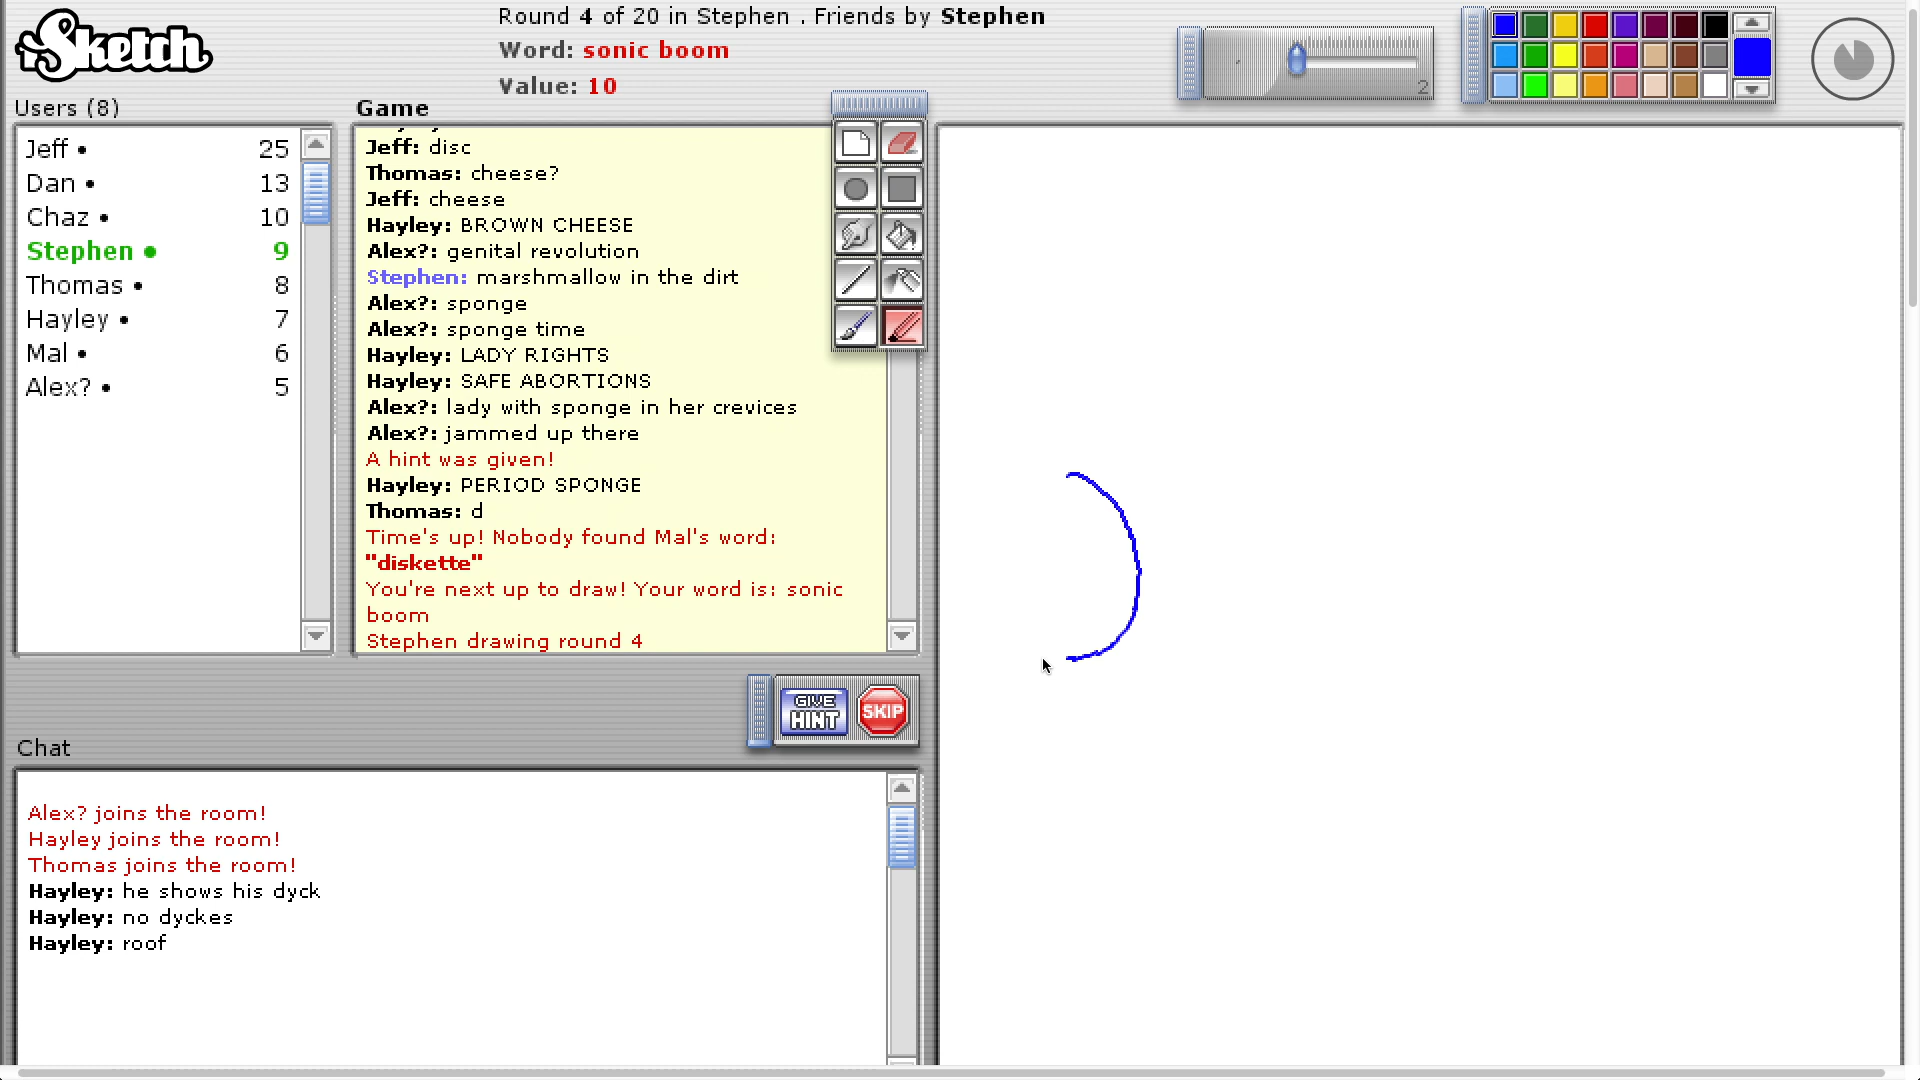 iSketch
Round 4 of 20 in Stephen . Friends by Stephen
Word: sonic boom
Value: 10
2
Users (8)
Jeff • 25
Dan • 13
Chaz • 10
Stephen • 9
Thomas • 8
Hayley • 7
Mal • 6
Alex? • 5
Game
Jeff: disc
Thomas: cheese?
Jeff: cheese
Hayley: BROWN CHEESE
Alex?: genital revolution
Stephen: marshmallow in the dirt
Alex?: sponge
Alex?: sponge time
Hayley: LADY RIGHTS
Hayley: SAFE ABORTIONS
Alex?: lady with sponge in her crevices
Alex?: jammed up there
A hint was given!
Hayley: PERIOD SPONGE
Thomas: d
Time's up! Nobody found Mal's word:
"diskette"
You're next up to draw! Your word is: sonic
boom
Stephen drawing round 4
GIVE
HINT
SKIP
Chat
Alex? joins the room!
Hayley joins the room!
Thomas joins the room!
Hayley: he shows his dyck
Hayley: no dyckes
Hayley: roof